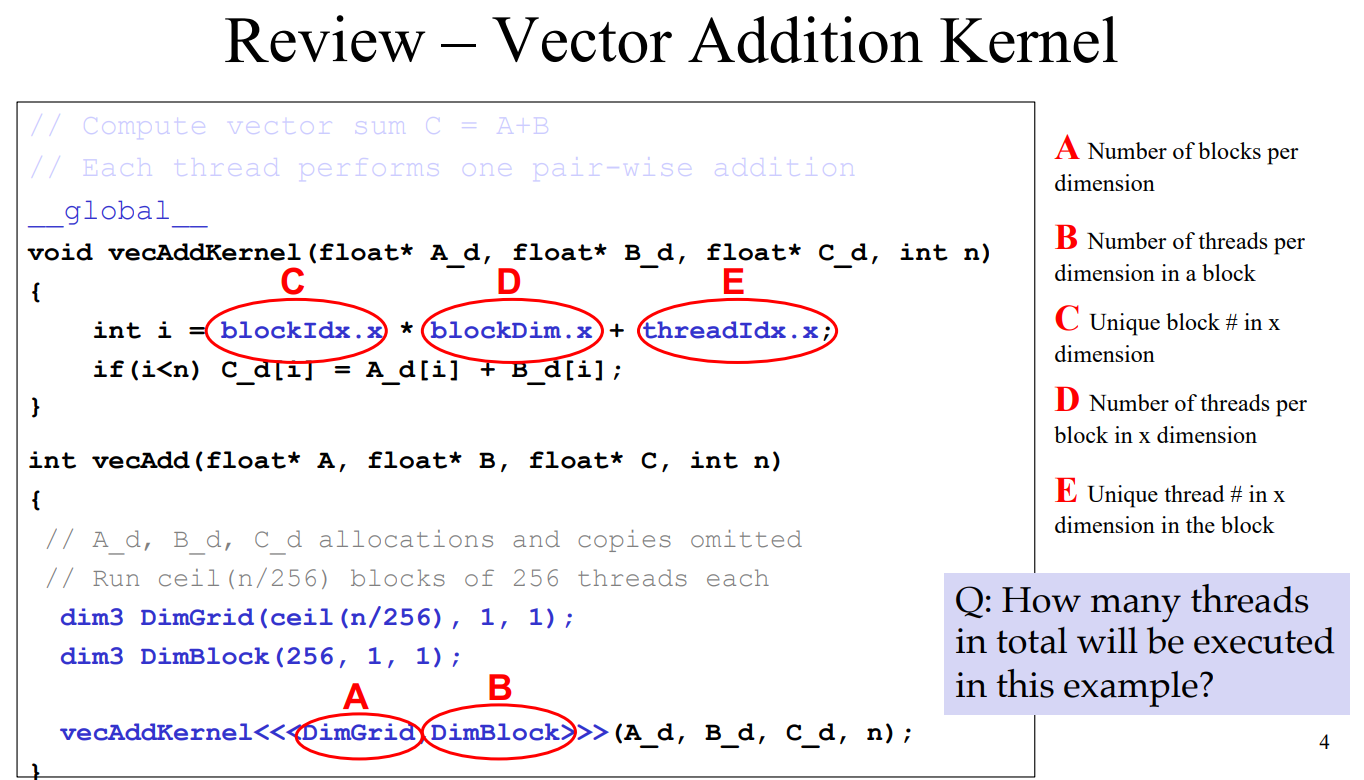 Review – Vector Addition Kernel
// Compute vector sum C = A+B
// Each thread performs one pair-wise addition
__global__
void vecAddKernel(float* A_d, float* B_d, float* C_d, int n)
{
C D E
int i = blockIdx.x * blockDim.x + threadIdx.x;
if(i<n) C_d[i] = A_d[i] + B_d[i];
}
int vecAdd(float* A, float* B, float* C, int n)
{
// A_d, B_d, C_d allocations and copies omitted
// Run ceil(n/256) blocks of 256 threads each
dim3 DimGrid(ceil(n/256), 1, 1);
dim3 DimBlock(256, 1, 1);
A B
vecAddKernel<<<DimGrid,DimBlock>>>(A_d, B_d, C_d, n);
}
A Number of blocks per
dimension
B Number of threads per
dimension in a block
C Unique block # in x
dimension
D Number of threads per
block in x dimension
E Unique thread # in x
dimension in the block
Q: How many threads
in total will be executed
in this example?
4